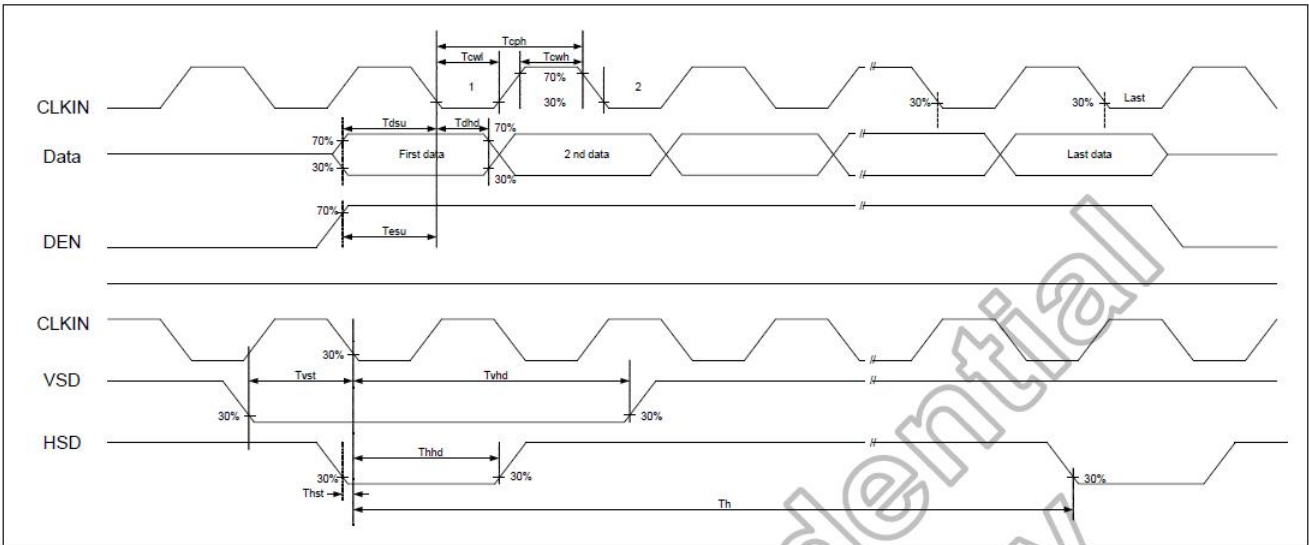 Tcph
Tcwl Tcwh
1 70% 2
CLKIN 30% 30% 30% Last
Tdsu Tdhd 70%
70%
Data First data 2 nd data Last data
30% 30%
70%
DEN Tesu
CLKIN
30%
Tvst Tvhd
VSD
30% 30%
HSD
Thhd
30% 30% 30%
Thst
Th
dential